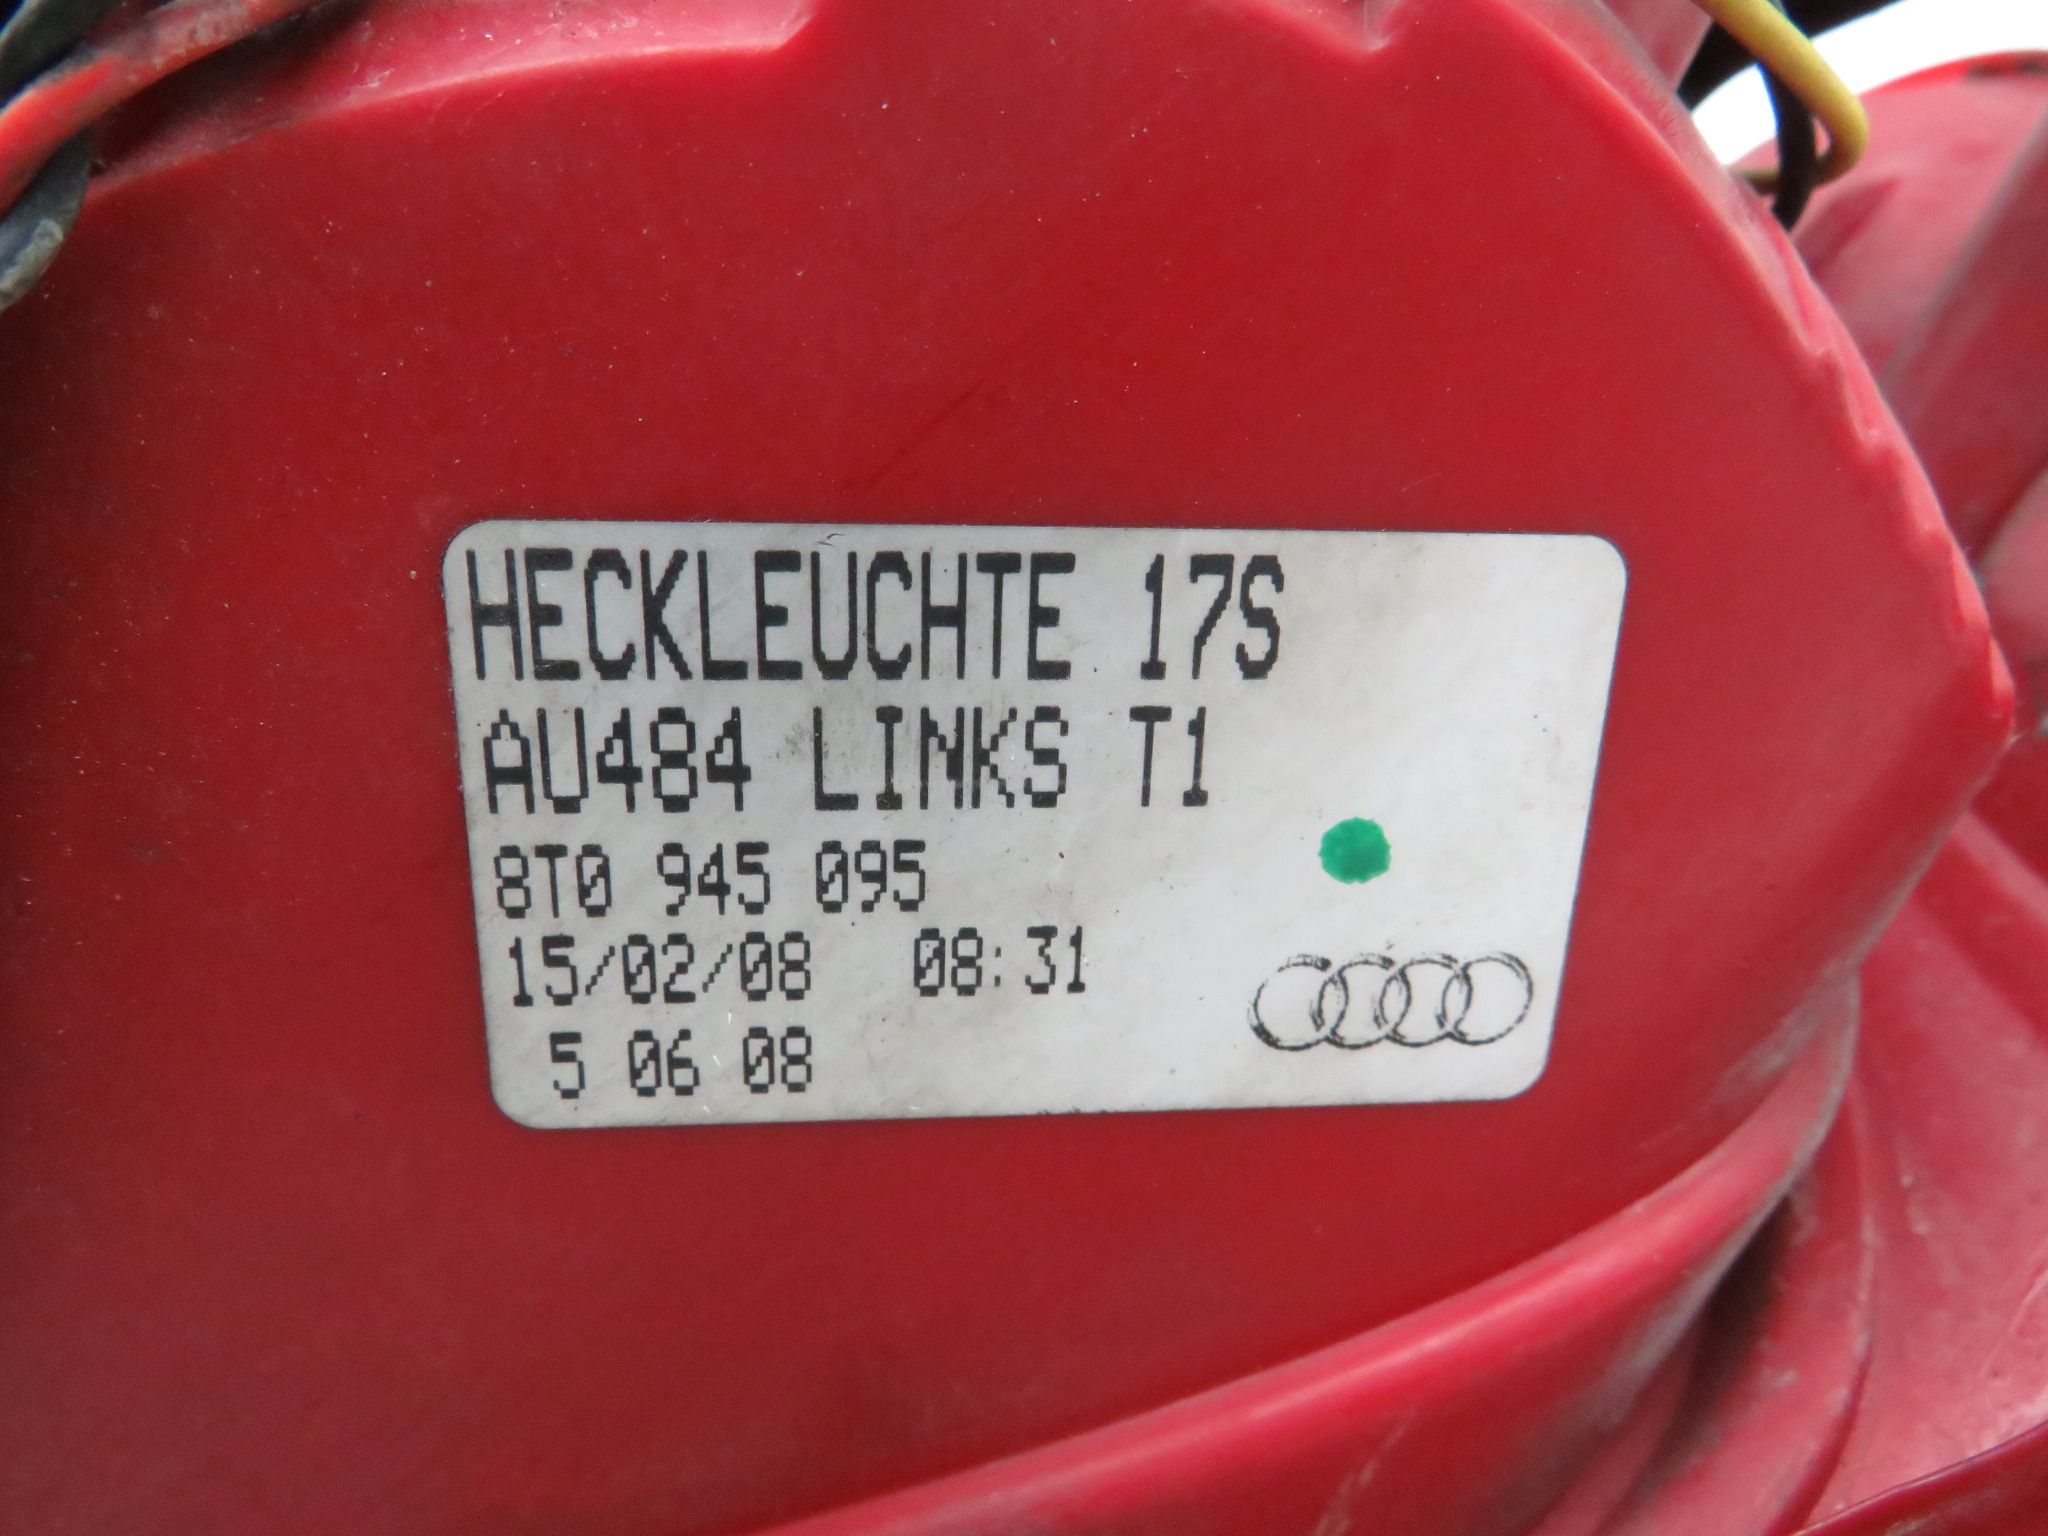 HECKLEUCHTE 17S
AU484 LINKS T1
8T0 945 095
15/02/08 08:31
5 06 08